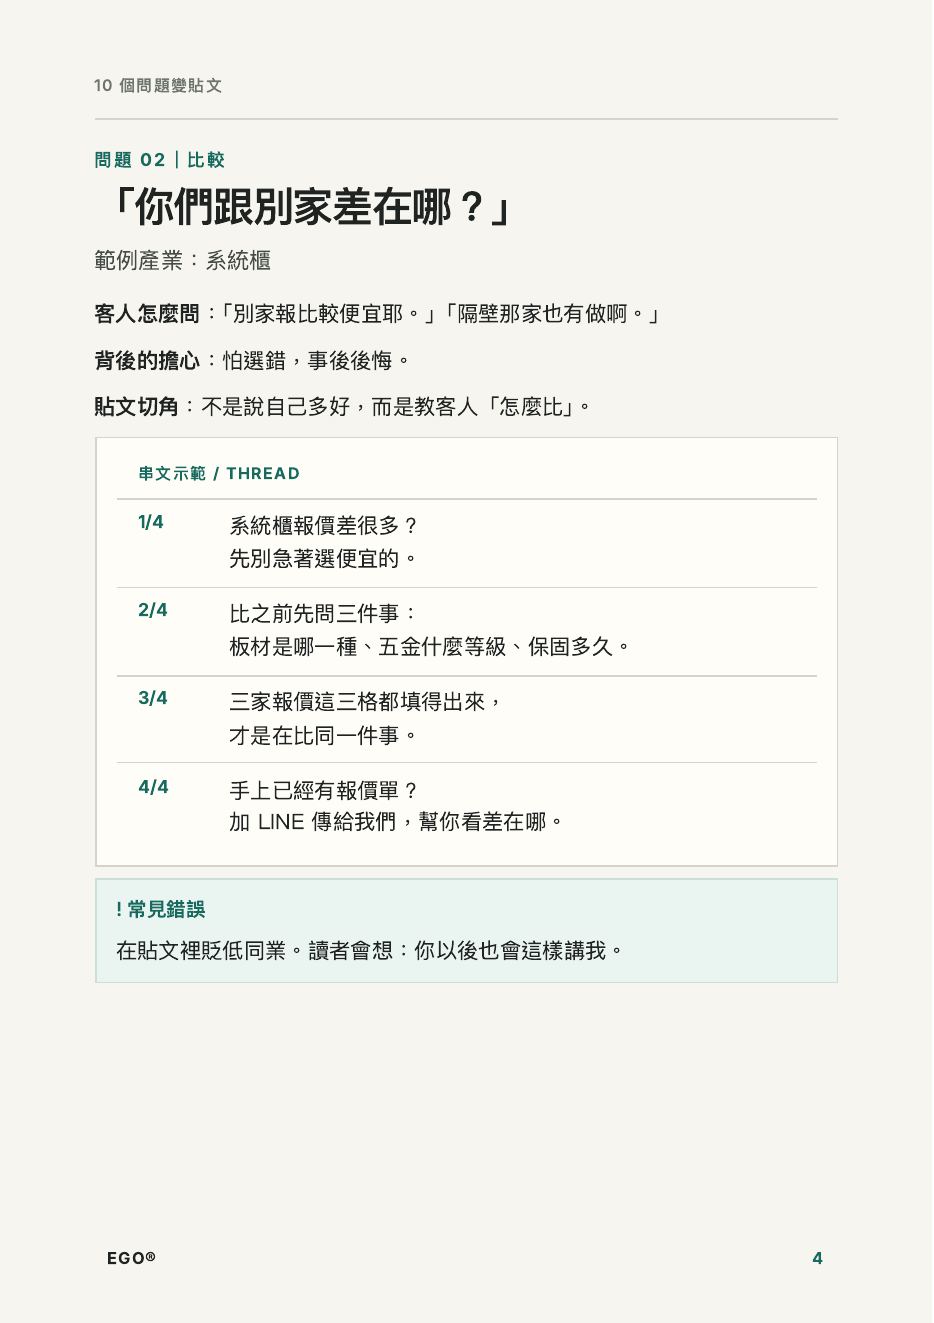 10 個問題變貼文
問題 02｜比較
「你們跟別家差在哪？」
範例產業：系統櫃
客人怎麼問：「別家報比較便宜耶。」「隔壁那家也有做啊。」
背後的擔心：怕選錯，事後後悔。
貼文切角：不是說自己多好，而是教客人「怎麼比」。
串文示範 / THREAD
1/4 系統櫃報價差很多？
先別急著選便宜的。
2/4 比之前先問三件事：
板材是哪一種、五金什麼等級、保固多久。
3/4 三家報價這三格都填得出來，
才是在比同一件事。
4/4 手上已經有報價單？
加 LINE 傳給我們，幫你看差在哪。
! 常見錯誤
在貼文裡貶低同業。讀者會想：你以後也會這樣講我。
EGO® 4